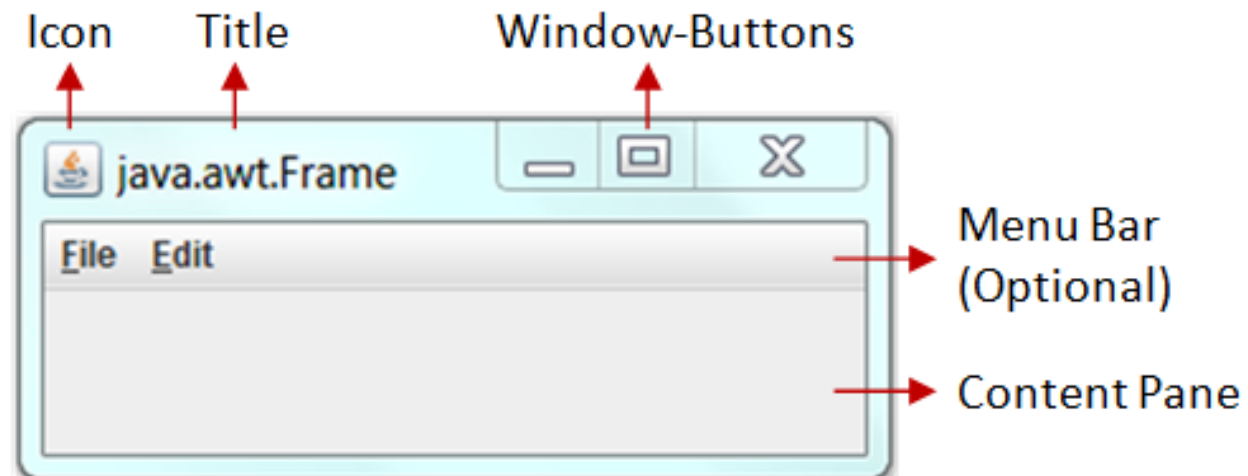 Icon Title Window-Buttons
java.awt.Frame
File Edit
Menu Bar
(Optional)
Content Pane